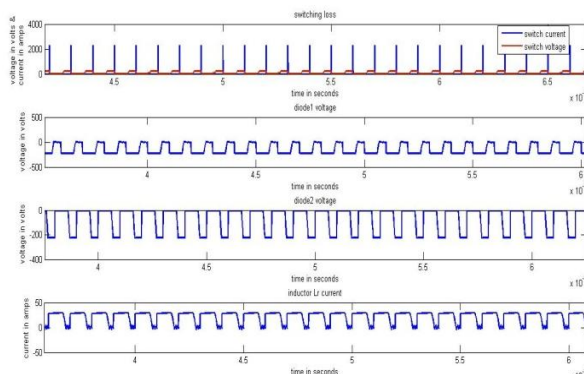 switching loss
voltage in volts &
current in amps
4000
2000
0
switch current
switch voltage
4.5
5
5.5
6
6.5
time in seconds
x 10
diode1 voltage
voltage in volts
500
0
-500
4
4.5
5
5.5
6
time in seconds
x 10
diode2 voltage
voltage in volts
0
-200
-400
4
4.5
5
5.5
6
time in seconds
x 10
inductor Lr current
current in amps
50
0
-50
4
4.5
5
5.5
6
time in seconds